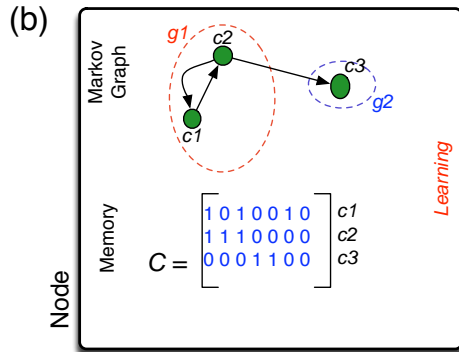 (b)
Node
Markov
Graph
g1
c2
c1
c3
g2
Learning
Memory
C =
1 0 1 0 0 1 0 c1
1 1 1 0 0 0 0 c2
0 0 0 1 1 0 0 c3